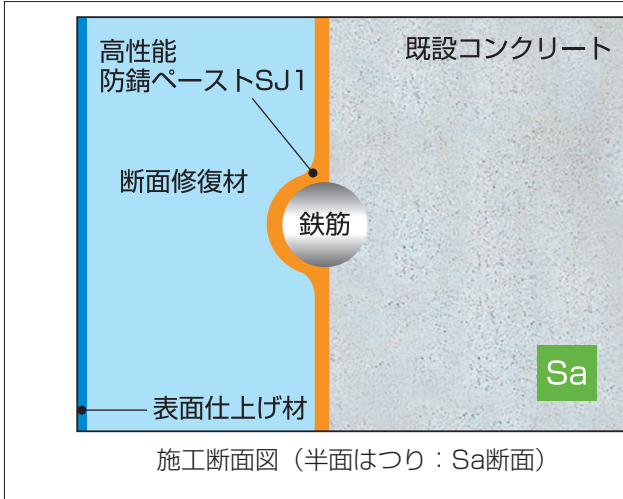 高性能
防錆ペーストSJ1
既設コンクリート
断面修復材
鉄筋
Sa
表面仕上げ材
施工断面図（半面はつり：Sa断面）